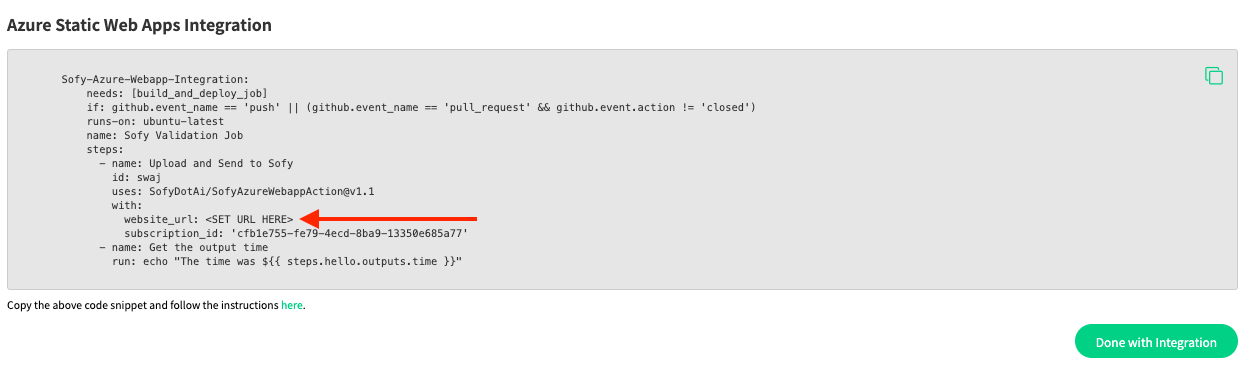 Azure Static Web Apps Integration
Sofy-Azure-Webapp-Integration:
needs: [build_and_deploy_job]
if: github.event_name == 'push' || (github.event_name == 'pull_request' && github.event.action != 'closed')
runs-on: ubuntu-latest
name: Sofy Validation Job
steps:
- name: Upload and Send to Sofy
id: swaj
uses: SofyDotAi/SofyAzureWebappAction@v1.1
with:
website_url: <SET URL HERE>
subscription_id: 'cfb1e755-fe79-4ecd-8ba9-13350e685a77'
- name: Get the output time
run: echo "The time was ${{ steps.hello.outputs.time }}"
Copy the above code snippet and follow the instructions here.
Done with Integration